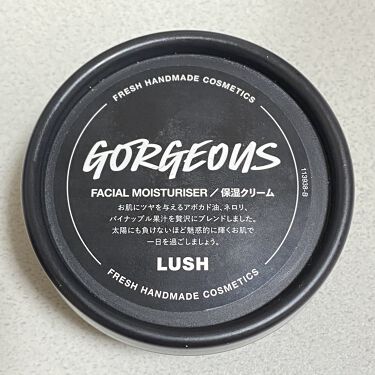 FRESH HANDMADE COSMETICS
GORGEOUS
FACIAL MOISTURISER／保湿クリーム
お肌にツヤを与えるアボカド油、ネロリ、
パイナップル果汁を贅沢にブレンドしました。
太陽にも負けないほど魅惑的に輝くお肌で
一日を過ごしましょう。
LUSH
FRESH HANDMADE COSMETICS
113938-B